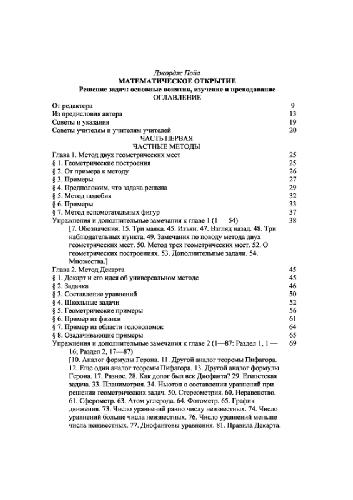 Джордж Пойа
МАТЕМАТИЧЕСКОЕ ОТКРЫТИЕ
Решение задач: основные понятия, изучение и преподавание
ОГЛАВЛЕНИЕ
От редактора 9
Из предисловия автора 13
Советы и указания 19
Советы учителям и учителям учителей 20
ЧАСТЬ ПЕРВАЯ
ЧАСТНЫЕ МЕТОДЫ
Глава 1. Метод двух геометрических мест 25
§ 1. Геометрические построения 25
§ 2. От примера к методу 26
§ 3. Примеры 27
§ 4. Предположим, что задача решена 29
§ 5. Метод подобия 32
§ 6. Примеры 33
§ 7. Метод вспомогательных фигур 37
Упражнения и дополнительные замечания к главе 1 (1 — 54) 38
[7. Обозначения. 15. Три маяка. 45. Изъян. 47. Взгляд назад. 48. Три
наблюдательных пункта. 49. Замечания по поводу метода двух
геометрических мест. 50. Метод трех геометрических мест. 52. О
геометрических построениях. 53. Дополнительные задачи. 54.
Множества.]
Глава 2. Метод Декарта 45
§ 1. Декарт и его идея об универсальном методе 45
§ 2. Задачка 46
§ 3. Составление уравнений 50
§ 4. Школьные задачи 52
§ 5. Геометрические примеры 56
§ 6. Пример из физики 61
§ 7. Пример из области головоломок 64
§ 8. Озадачивающие примеры 65
Упражнения и дополнительные замечания к главе 2 (1—87: Раздел 1, 1 — 69
16; Раздел 2, 17—87)
[10. Аналог формулы Герона. 11. Другой аналог теоремы Пифагора.
12. Еще один аналог теоремы Пифагора. 13. Другой аналог формулы
Герона. 17. Разное. 28. Как долог был век Диофанта? 29. Египетская
задача. 33. Планиметрия. 34. Ньютон о составлении уравнений при
решении геометрических задач. 50. Стереометрия. 60. Неравенство.
61. Сферометр. 63. Атом углерода. 64. Фотометр. 65. График
движения. 73. Число уравнений равно числу неизвестных. 74. Число
уравнений больше числа неизвестных. 76. Число уравнений меньше
числа неизвестных. 77. Диофантовы уравнения. 81. Правила Декарта.